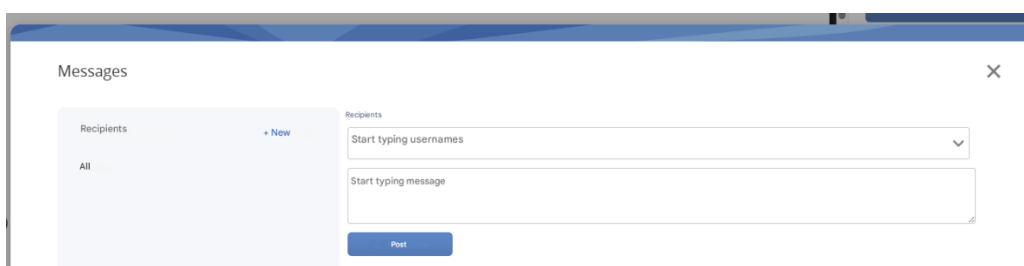 Messages
Recipients
+ New
All
Recipients
Start typing usernames
Start typing message
Post